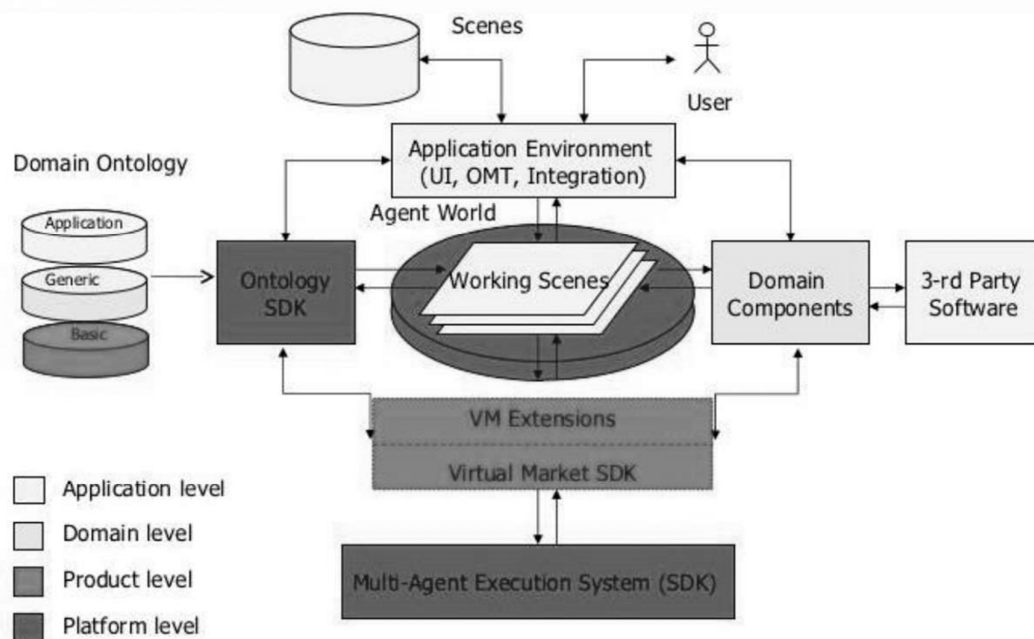 Scenes
User
Application Environment
(UI, OMT, Integration)
Domain Ontology
Agent World
Application
Generic
Basic
Ontology
SDK
Working Scenes
Domain
Components
3-rd Party
Software
VM Extensions
Virtual Market SDK
Application level
Domain level
Product level
Platform level
Multi-Agent Execution System (SDK)